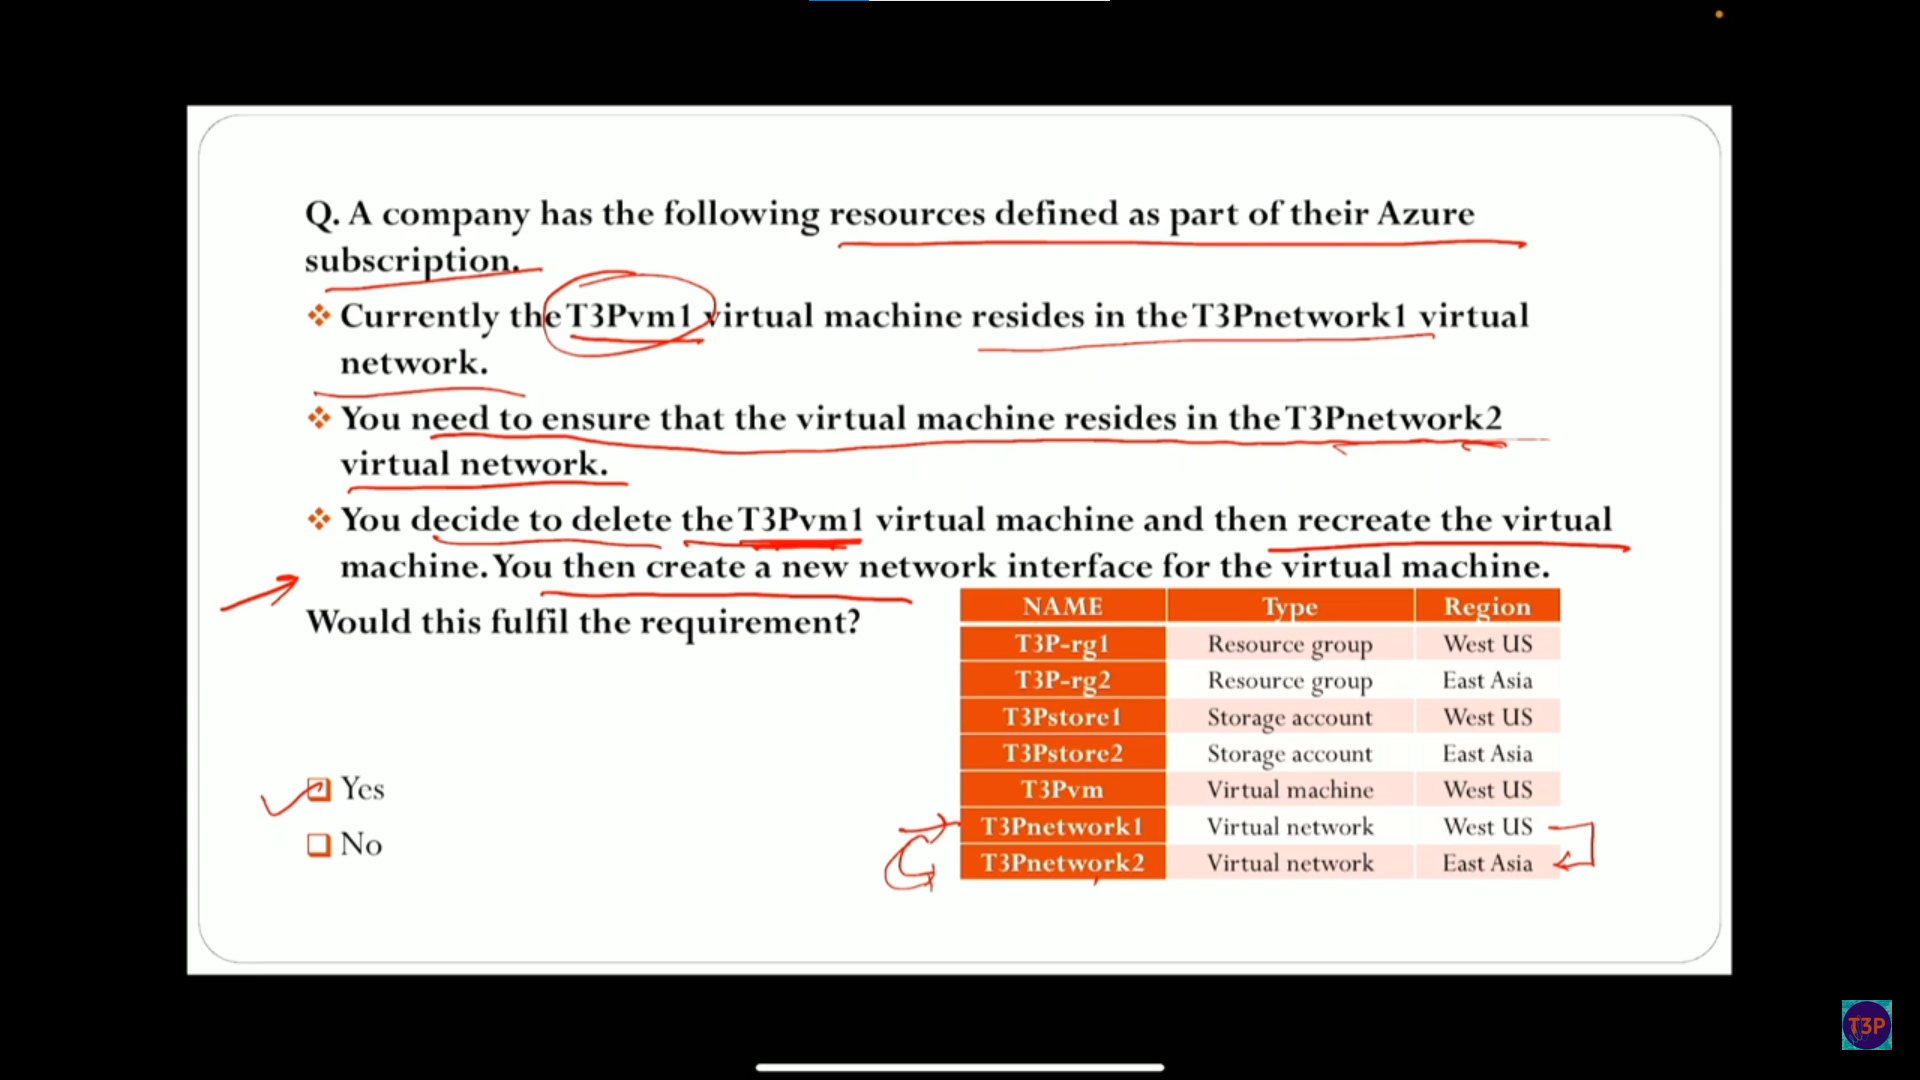 Q. A company has the following resources defined as part of their Azure
subscription.
Currently the T3Pvm1 virtual machine resides in the T3Pnetwork1 virtual
network.
You need to ensure that the virtual machine resides in the T3Pnetwork2
virtual network.
You decide to delete the T3Pvm1 virtual machine and then recreate the virtual
machine. You then create a new network interface for the virtual machine.
Would this fulfil the requirement?
NAME Type Region
T3P-rg1 Resource group West US
T3P-rg2 Resource group East Asia
T3Pstore1 Storage account West US
T3Pstore2 Storage account East Asia
T3Pvm Virtual machine West US
T3Pnetwork1 Virtual network West US
T3Pnetwork2 Virtual network East Asia
Yes
No
T3P